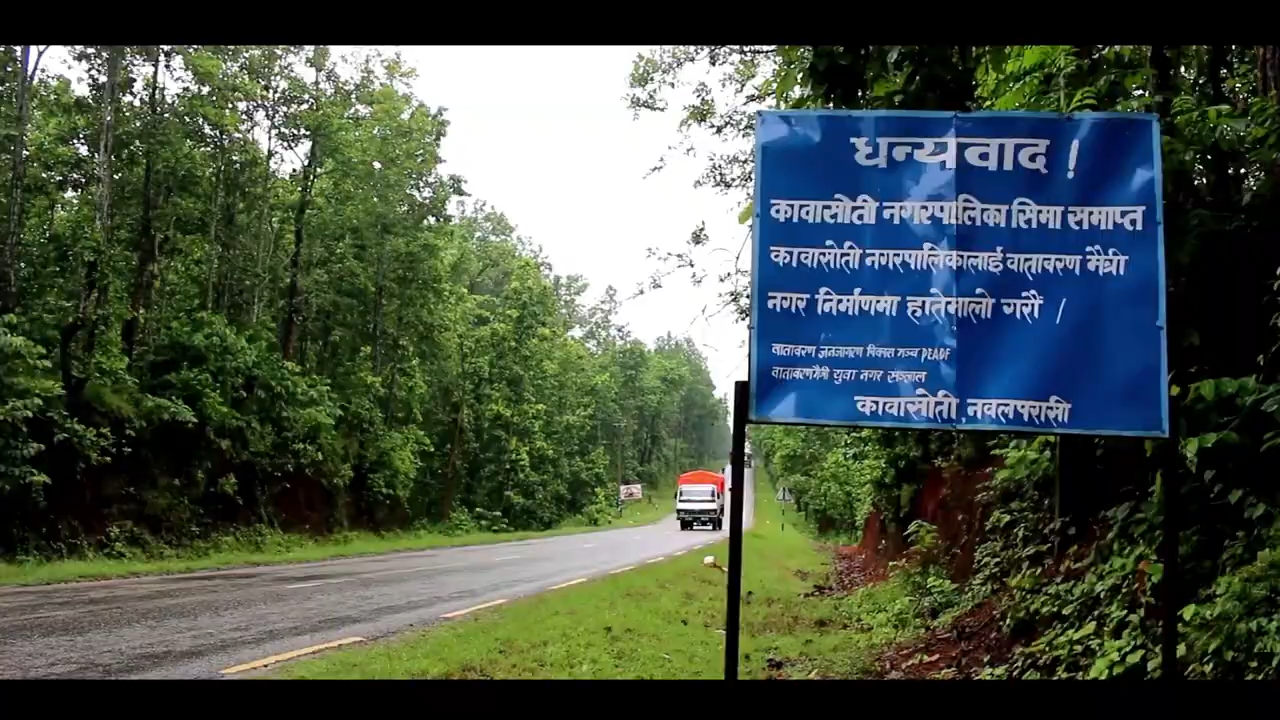 धन्यवाद !
कावासोती नगरपालिका सिमा समाप्त
कावासोती नगरपालिकालाई वातावरण मैत्री
नगर निर्माणमा हातेमालो गरौं /
वातावरण जनजागरण विकास मञ्च PEADF
वातावरणमैत्री युवा नगर सञ्जाल
कावासोती, नवलपरासी